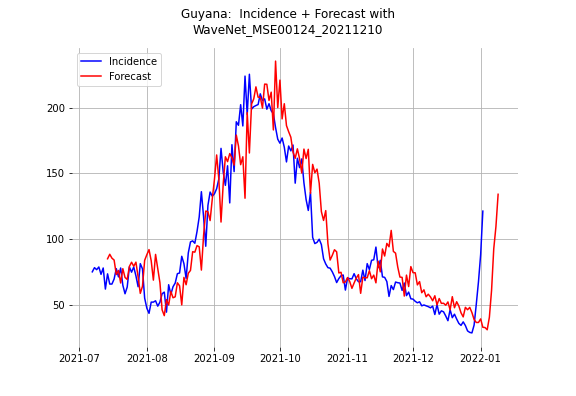 Guyana:  Incidence + Forecast with
WaveNet_MSE00124_20211210
Incidence
Forecast
200
150
100
50
2021-07
2021-08
2021-09
2021-10
2021-11
2021-12
2022-01